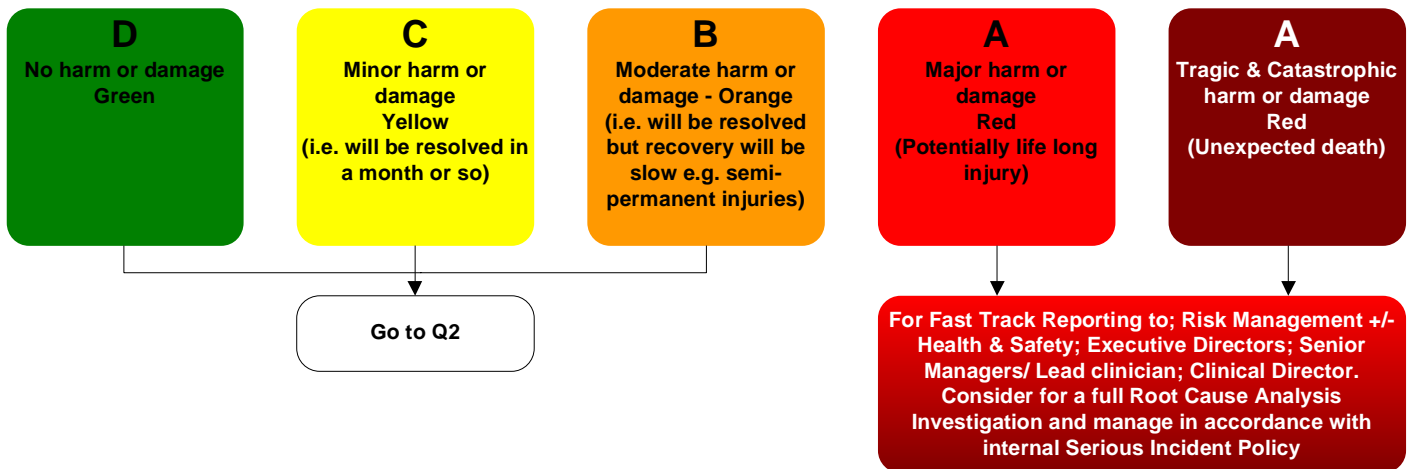 D
No harm or damage
Green
C
Minor harm or
damage
Yellow
(i.e. will be resolved in
a month or so)
B
Moderate harm or
damage - Orange
(i.e. will be resolved
but recovery will be
slow e.g. semi-
permanent injuries)
A
Major harm or
damage
Red
(Potentially life long
injury)
A
Tragic & Catastrophic
harm or damage
Red
(Unexpected death)
Go to Q2
For Fast Track Reporting to; Risk Management +/-
Health & Safety; Executive Directors; Senior
Managers/ Lead clinician; Clinical Director.
Consider for a full Root Cause Analysis
Investigation and manage in accordance with
internal Serious Incident Policy